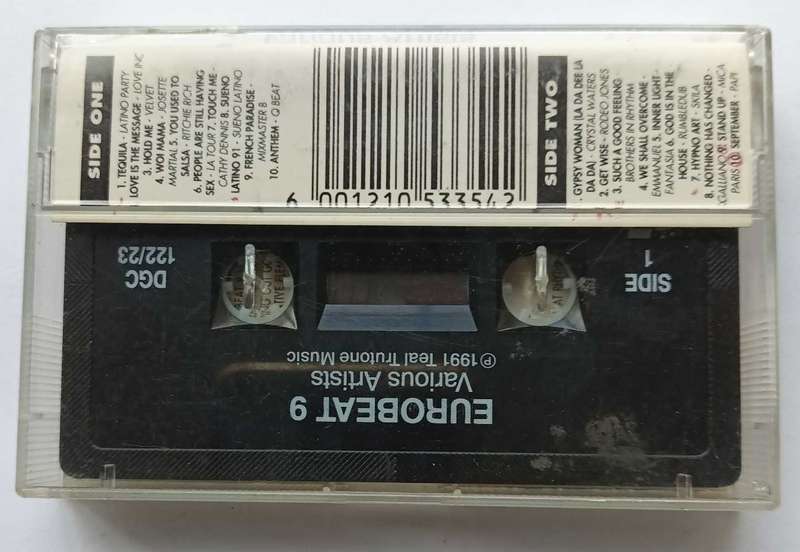 SIDE ONE
1. TEQUILA - LATINO PARTY
LOVE IS THE MESSAGE - LOVE INC
3. HOLD ME - VELVET
4. WOI MAMA - JOSETTE
MARTIAL 5. YOU USED TO
SALSA - RITCHIE RICH
6. PEOPLE ARE STILL HAVING
SEX - LA TOUR 7. TOUCH ME -
CATHY DENNIS 8. SUENO
LATINO 91 - SUENO LATINO
9. FRENCH PARADISE -
MIXMASTER B
10. ANTHEM - Q BEAT
6 001210 533542
SIDE TWO
. GYPSY WOMAN (LA DA DEE LA
DA DA) - CRYSTAL WATERS
2. GET WISE - RODEO JONES
3. SUCH A GOOD FEELING
BROTHERS IN RHYTHM
4. WE SHALL OVERCOME -
EMMANUEL 5. INNER LIGHT -
FANTASIA 6. GOD IS IN THE
HOUSE - RUMBLEDUB
7. HYPNO ART - SKILA
8. NOTHING HAS CHANGED -
GALLIANO 9. STAND UP - MICA
PARIS 10. SEPTEMBER - PAPI
SIDE
1
DGC
122/23
EUROBEAT 9
Various Artists
℗ 1991 Teal Trutone Music